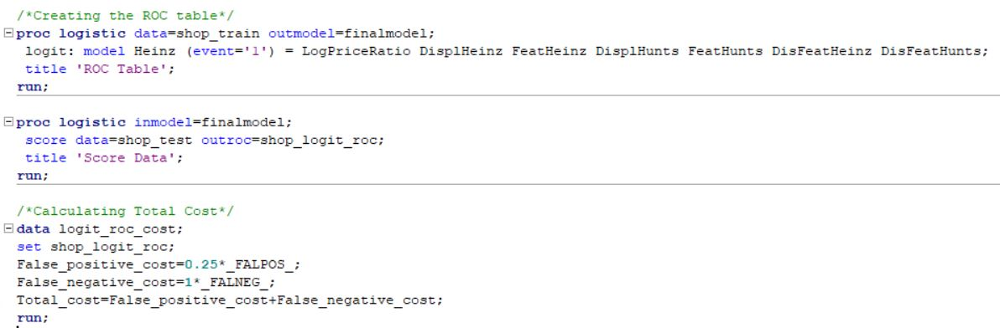 /*Creating the ROC table*/
proc logistic data=shop_train outmodel=finalmodel;
logit: model Heinz (event='1') = LogPriceRatio DisplHeinz FeatHeinz DisplHunts FeatHunts DisFeatHeinz DisFeatHunts;
title 'ROC Table';
run;
proc logistic inmodel=finalmodel;
score data=shop_test outroc=shop_logit_roc;
title 'Score Data';
run;
/*Calculating Total Cost*/
data logit_roc_cost;
set shop_logit_roc;
False_positive_cost=0.25*_FALPOS_;
False_negative_cost=1*_FALNEG_;
Total_cost=False_positive_cost+False_negative_cost;
run;